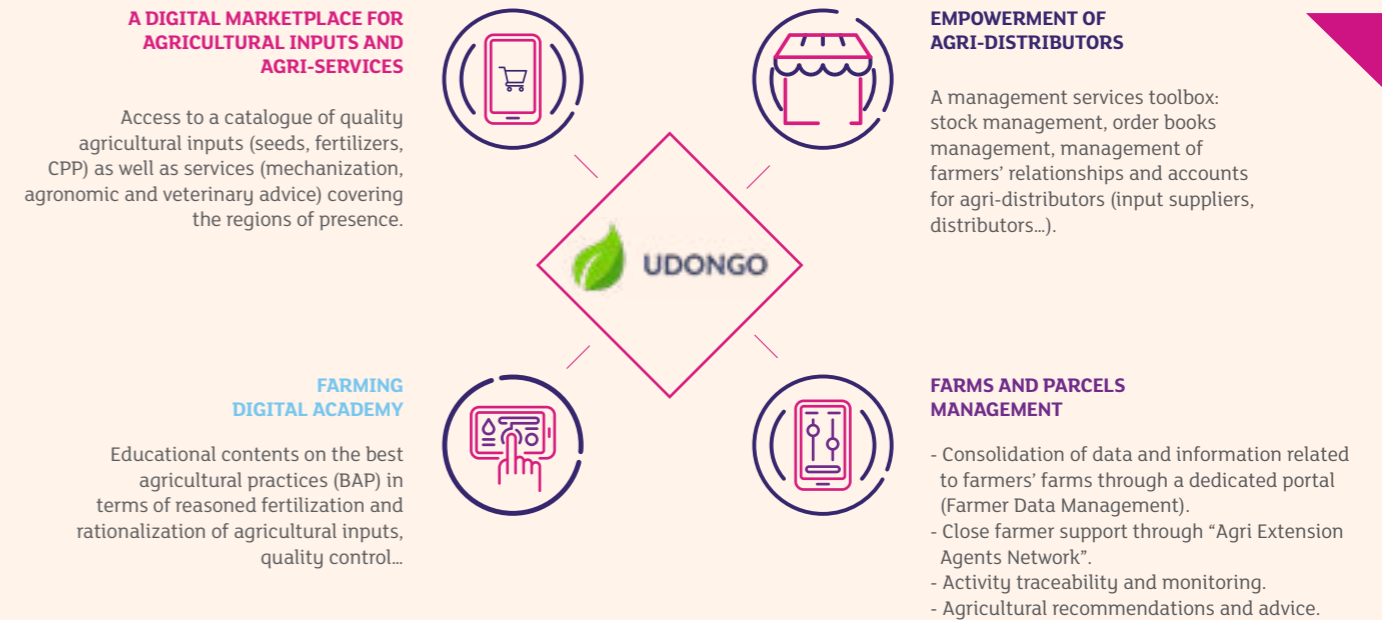 A DIGITAL MARKETPLACE FOR
AGRICULTURAL INPUTS AND
AGRI-SERVICES
Access to a catalogue of quality
agricultural inputs (seeds, fertilizers,
CPP) as well as services (mechanization,
agronomic and veterinary advice) covering
the regions of presence.
EMPOWERMENT OF
AGRI-DISTRIBUTORS
A management services toolbox:
stock management, order books
management, management of
farmers' relationships and accounts
for agri-distributors (input suppliers,
distributors...).
UDONGO
FARMING
DIGITAL ACADEMY
Educational contents on the best
agricultural practices (BAP) in
terms of reasoned fertilization and
rationalization of agricultural inputs,
quality control...
FARMS AND PARCELS
MANAGEMENT
- Consolidation of data and information related
to farmers' farms through a dedicated portal
(Farmer Data Management).
- Close farmer support through “Agri Extension
Agents Network”.
- Activity traceability and monitoring.
- Agricultural recommendations and advice.